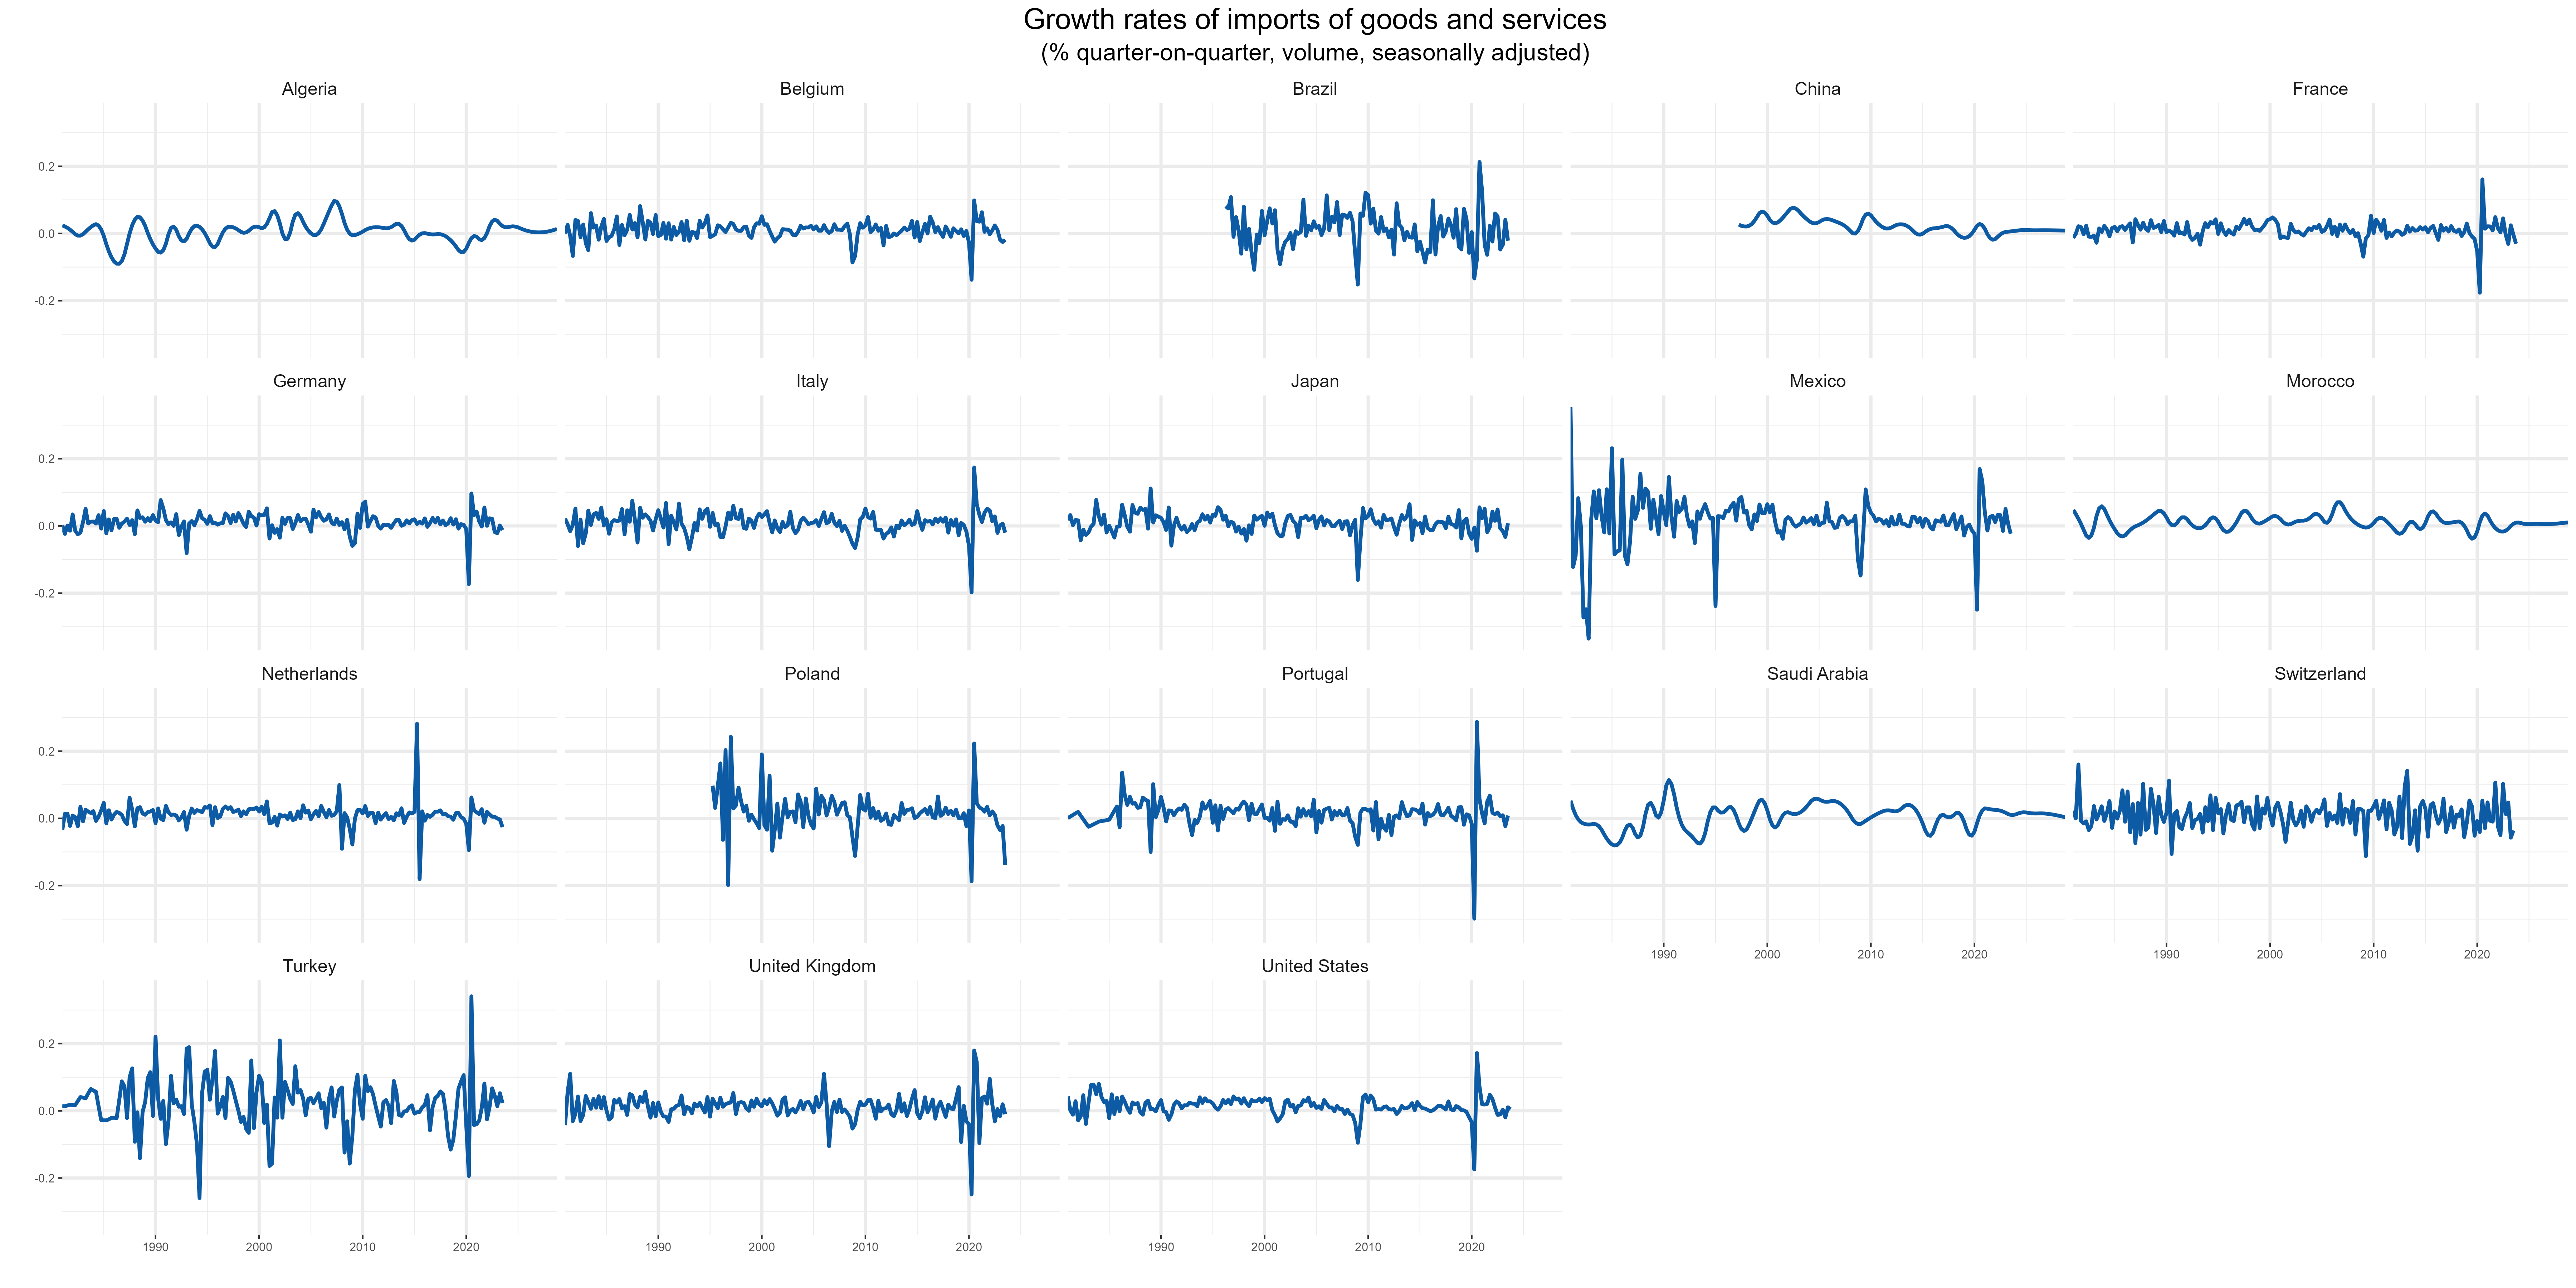 Growth rates of imports of goods and services
(% quarter-on-quarter, volume, seasonally adjusted)
Algeria Belgium Brazil China France
0.2
0.0
-0.2
Germany Italy Japan Mexico Morocco
0.2
0.0
-0.2
Netherlands Poland Portugal Saudi Arabia Switzerland
0.2
0.0
-0.2
1990 2000 2010 2020 1990 2000 2010 2020
Turkey United Kingdom United States
0.2
0.0
-0.2
1990 2000 2010 2020 1990 2000 2010 2020 1990 2000 2010 2020